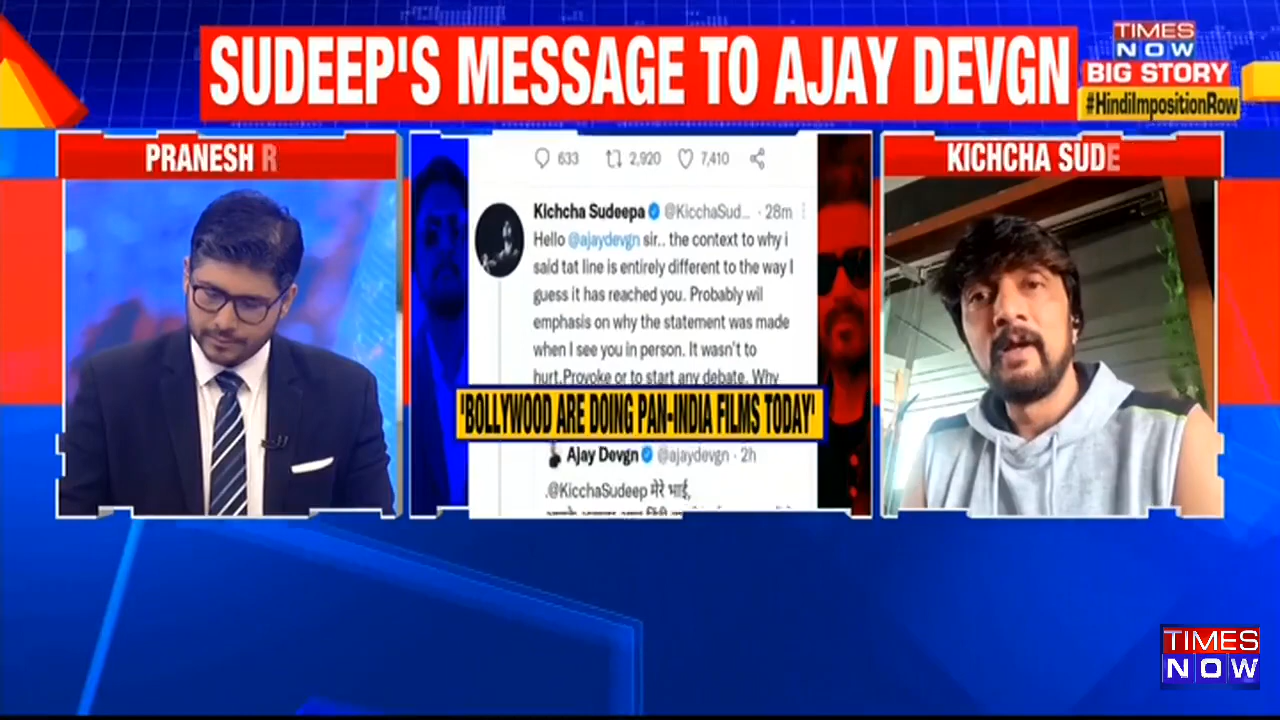 SUDEEP'S MESSAGE TO AJAY DEVGN
TIMES
NOW
BIG STORY
#HindiImpositionRow
PRANESH R
633 2,920 7,410
Kichcha Sudeepa @KicchaSud... · 28m
Hello @ajaydevgn sir.. the context to why i
said tat line is entirely different to the way I
guess it has reached you. Probably wil
emphasis on why the statement was made
when I see you in person. It wasn't to
hurt,Provoke or to start any debate. Why
'BOLLYWOOD ARE DOING PAN-INDIA FILMS TODAY'
Ajay Devgn @ajaydevgn · 2h
.@KicchaSudeep मेरे भाई,
KICHCHA SUDE
TIMES
NOW